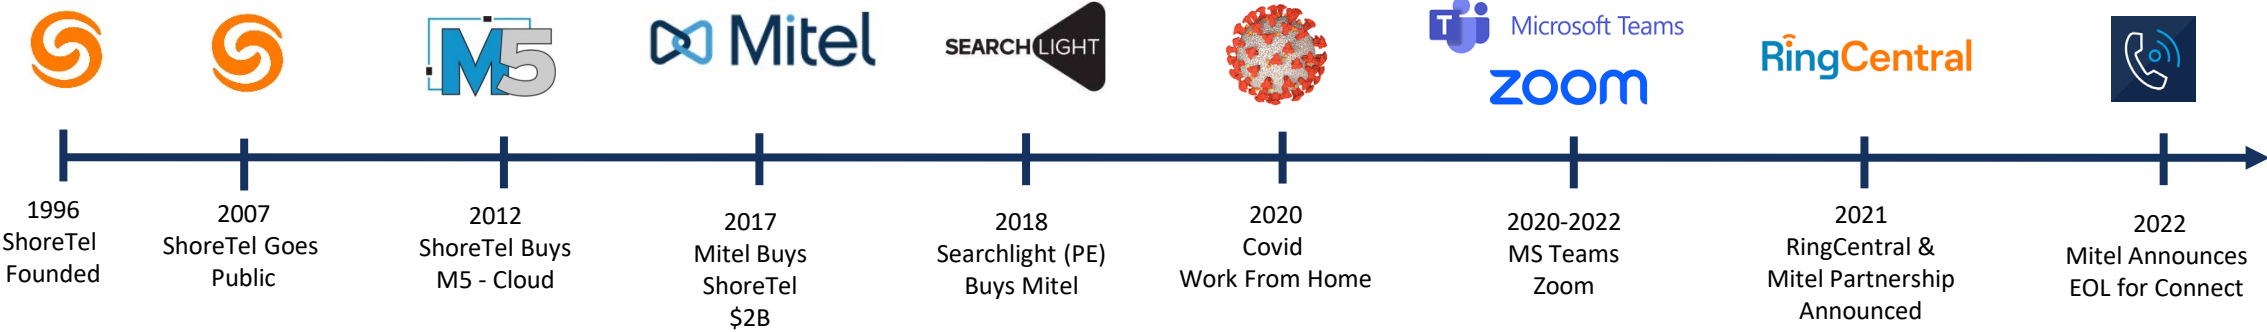 M5
Mitel
SEARCHLIGHT
T
Microsoft Teams
zoom
RingCentral
1996
ShoreTel
Founded
2007
ShoreTel Goes
Public
2012
ShoreTel Buys
M5 - Cloud
2017
Mitel Buys
ShoreTel
$2B
2018
Searchlight (PE)
Buys Mitel
2020
Covid
Work From Home
2020-2022
MS Teams
Zoom
2021
RingCentral &
Mitel Partnership
Announced
2022
Mitel Announces
EOL for Connect